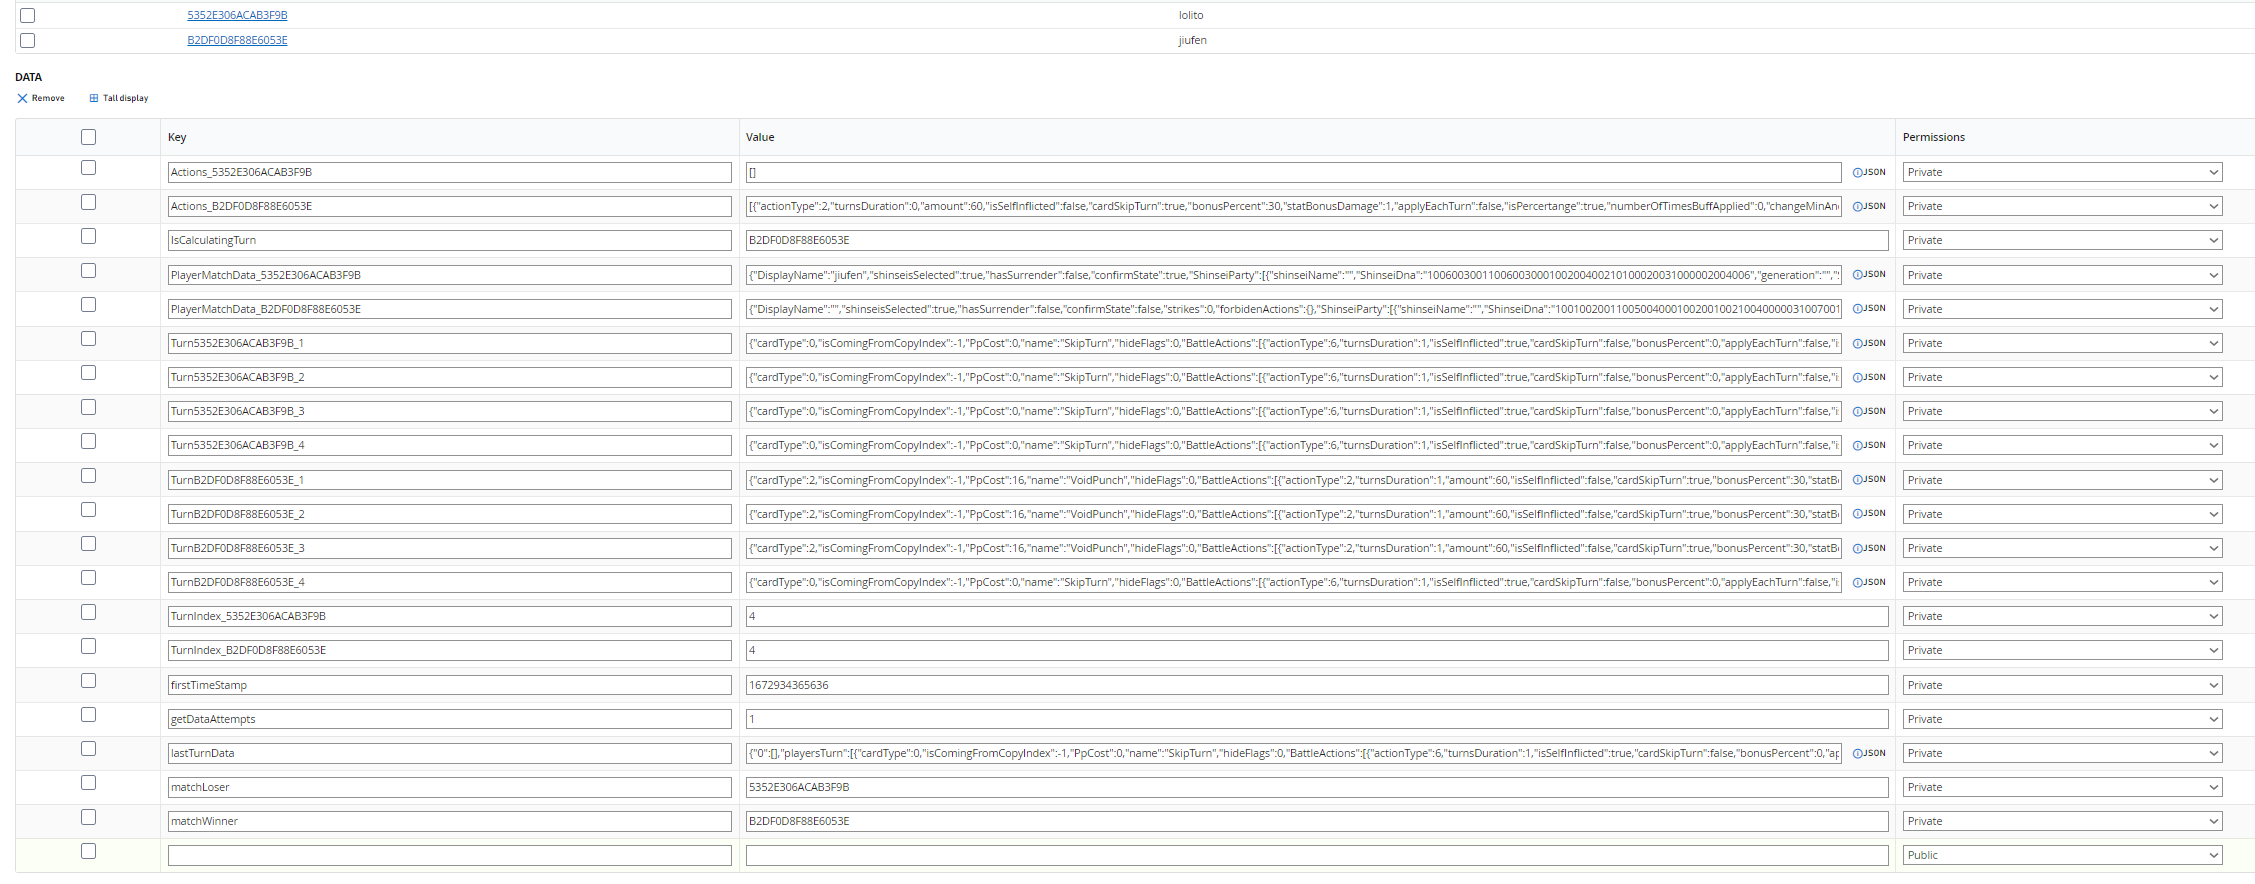 5352E306ACAB3F9B lolito
B2DF0D8F88E6053E jiufen
DATA
Remove Tall display
Key Value Permissions
Actions_5352E306ACAB3F9B [] JSON Private
Actions_B2DF0D8F88E6053E [{"actionType":2,"turnsDuration":0,"amount":60,"isSelfInflicted":false,"cardSkipTurn":true,"bonusPercent":30,"statBonusDamage":1,"applyEachTurn":false,"isPercertange":true,"numberOfTimesBuffApplied":0,"changeMinAn JSON Private
IsCalculatingTurn B2DF0D8F88E6053E Private
PlayerMatchData_5352E306ACAB3F9B {"DisplayName":"jiufen","shinseisSelected":true,"hasSurrender":false,"confirmState":true,"ShinseiParty":[{"shinseiName":"","ShinseiDna":"100600300110060030001002004002101000200310000020040​06","generation":""," JSON Private
PlayerMatchData_B2DF0D8F88E6053E {"DisplayName":"","shinseisSelected":true,"hasSurrender":false,"confirmState":false,"strikes":0,"forbidenActions":{},"ShinseiParty":[{"shinseiName":"","ShinseiDna":"10010020011005004000100200100210040000031007001 JSON Private
Turn5352E306ACAB3F9B_1 {"cardType":0,"isComingFromCopyIndex":-1,"PpCost":0,"name":"SkipTurn","hideFlags":0,"BattleActions":[{"actionType":6,"turnsDuration":1,"isSelfInflicted":true,"cardSkipTurn":false,"bonusPercent":0,"applyEachTurn":false,"i JSON Private
Turn5352E306ACAB3F9B_2 {"cardType":0,"isComingFromCopyIndex":-1,"PpCost":0,"name":"SkipTurn","hideFlags":0,"BattleActions":[{"actionType":6,"turnsDuration":1,"isSelfInflicted":true,"cardSkipTurn":false,"bonusPercent":0,"applyEachTurn":false,"i JSON Private
Turn5352E306ACAB3F9B_3 {"cardType":0,"isComingFromCopyIndex":-1,"PpCost":0,"name":"SkipTurn","hideFlags":0,"BattleActions":[{"actionType":6,"turnsDuration":1,"isSelfInflicted":true,"cardSkipTurn":false,"bonusPercent":0,"applyEachTurn":false,"i JSON Private
Turn5352E306ACAB3F9B_4 {"cardType":0,"isComingFromCopyIndex":-1,"PpCost":0,"name":"SkipTurn","hideFlags":0,"BattleActions":[{"actionType":6,"turnsDuration":1,"isSelfInflicted":true,"cardSkipTurn":false,"bonusPercent":0,"applyEachTurn":false,"i JSON Private
TurnB2DF0D8F88E6053E_1 {"cardType":2,"isComingFromCopyIndex":-1,"PpCost":16,"name":"VoidPunch","hideFlags":0,"BattleActions":[{"actionType":2,"turnsDuration":1,"amount":60,"isSelfInflicted":false,"cardSkipTurn":true,"bonusPercent":30,"statB JSON Private
TurnB2DF0D8F88E6053E_2 {"cardType":2,"isComingFromCopyIndex":-1,"PpCost":16,"name":"VoidPunch","hideFlags":0,"BattleActions":[{"actionType":2,"turnsDuration":1,"amount":60,"isSelfInflicted":false,"cardSkipTurn":true,"bonusPercent":30,"statB JSON Private
TurnB2DF0D8F88E6053E_3 {"cardType":2,"isComingFromCopyIndex":-1,"PpCost":16,"name":"VoidPunch","hideFlags":0,"BattleActions":[{"actionType":2,"turnsDuration":1,"amount":60,"isSelfInflicted":false,"cardSkipTurn":true,"bonusPercent":30,"statB JSON Private
TurnB2DF0D8F88E6053E_4 {"cardType":0,"isComingFromCopyIndex":-1,"PpCost":0,"name":"SkipTurn","hideFlags":0,"BattleActions":[{"actionType":6,"turnsDuration":1,"isSelfInflicted":true,"cardSkipTurn":false,"bonusPercent":0,"applyEachTurn":false,"i JSON Private
TurnIndex_5352E306ACAB3F9B 4 Private
TurnIndex_B2DF0D8F88E6053E 4 Private
firstTimeStamp 1672934365636 Private
getDataAttempts 1 Private
lastTurnData {"0":[],"playersTurn":[{"cardType":0,"isComingFromCopyIndex":-1,"PpCost":0,"name":"SkipTurn","hideFlags":0,"BattleActions":[{"actionType":6,"turnsDuration":1,"isSelfInflicted":true,"cardSkipTurn":false,"bonusPercent":0,"ap JSON Private
matchLoser 5352E306ACAB3F9B Private
matchWinner B2DF0D8F88E6053E Private
Public